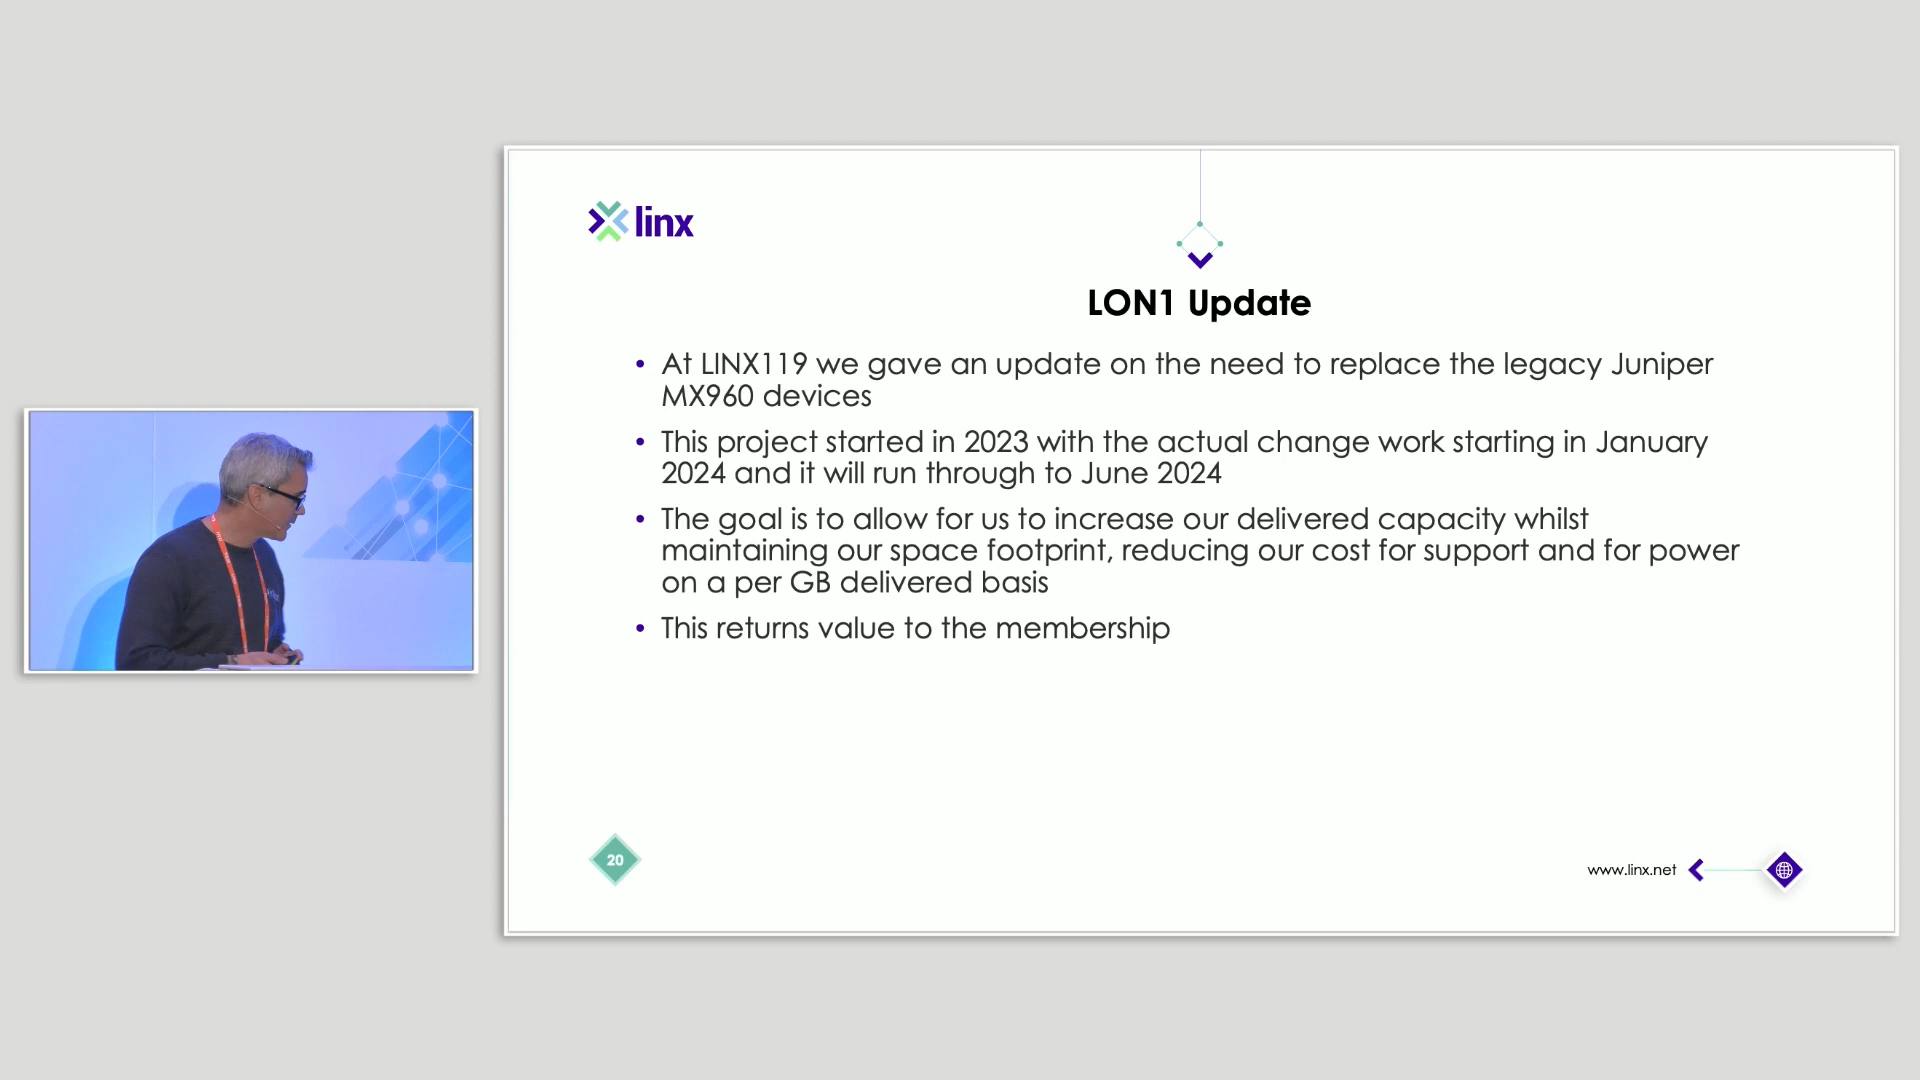 linx
LON1 Update
• At LINX119 we gave an update on the need to replace the legacy Juniper
MX960 devices
• This project started in 2023 with the actual change work starting in January
2024 and it will run through to June 2024
• The goal is to allow for us to increase our delivered capacity whilst
maintaining our space footprint, reducing our cost for support and for power
on a per GB delivered basis
• This returns value to the membership
20
www.linx.net